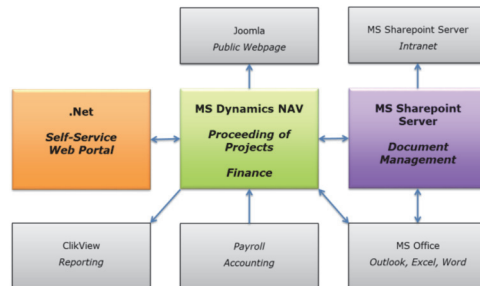 Joomla
Public Webpage
MS Sharepoint Server
Intranet
.Net
Self-Service
Web Portal
MS Dynamics NAV
Proceeding of
Projects
Finance
MS Sharepoint
Server
Document
Management
ClikView
Reporting
Payroll
Accounting
MS Office
Outlook, Excel, Word